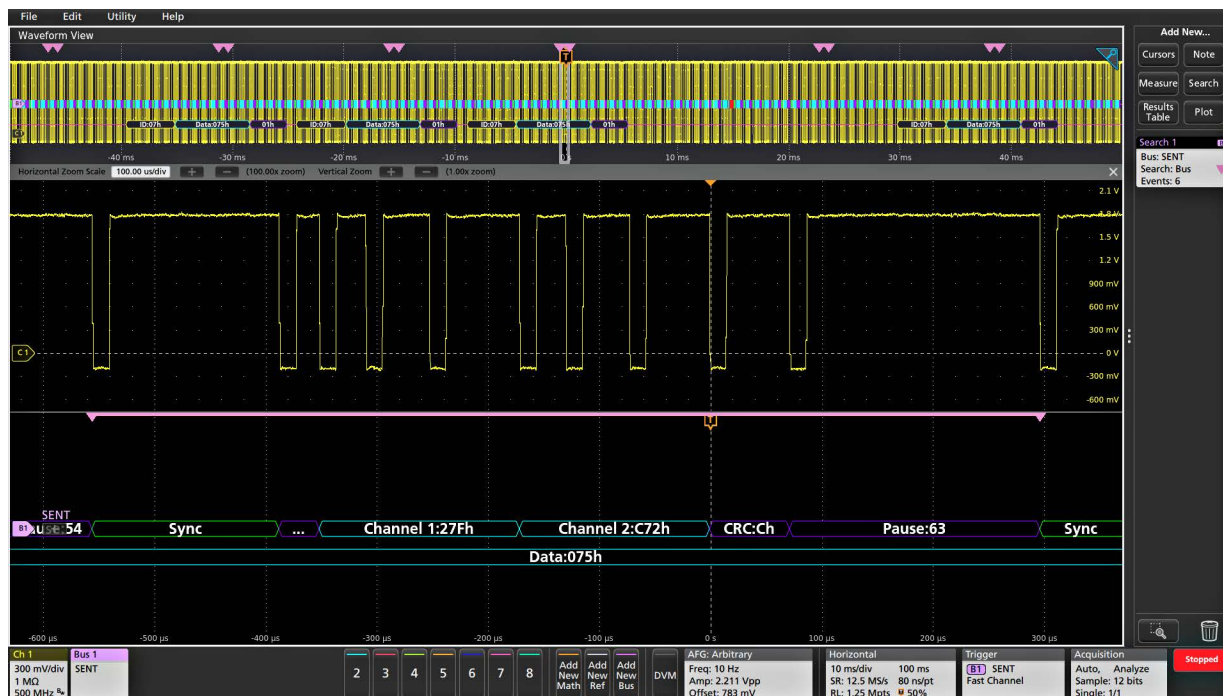 File Edit Utility Help
Waveform View
Add New...
Cursors Note
Measure Search
Results Table Plot
Search 1
Bus: SENT
Search: Bus
Events: 6
B1
T
ID:07h Data:075h 01h ID:07h Data:075h 01h ID:07h Data:075h 01h ID:07h Data:075h 01h
-40 ms -30 ms -20 ms -10 ms 0s 10 ms 20 ms 30 ms 40 ms
Horizontal Zoom Scale 100.00 us/div + − (100.00x zoom) Vertical Zoom + − (1.00x zoom) ×
2.1 V
1.8 V
1.5 V
1.2 V
900 mV
600 mV
300 mV
C1 0 V
-300 mV
-600 mV
T
SENT
B1 54 Sync ... Channel 1:27Fh Channel 2:C72h CRC:Ch Pause:63 Sync
Data:075h
-600 µs -500 µs -400 µs -300 µs -200 µs -100 µs 0 s 100 µs 200 µs 300 µs
Ch 1
300 mV/div
1 MΩ
500 MHz Bw
Bus 1
SENT
2 3 4 5 6 7 8
Add New Math
Add New Ref
Add New Bus
DVM
AFG: Arbitrary
Freq: 10 Hz
Amp: 2.211 Vpp
Offset: 783 mV
Horizontal
10 ms/div 100 ms
SR: 12.5 MS/s 80 ns/pt
RL: 1.25 Mpts 50%
Trigger
B1 SENT
Fast Channel
Acquisition
Auto, Analyze
Sample: 12 bits
Single: 1/1
Stopped